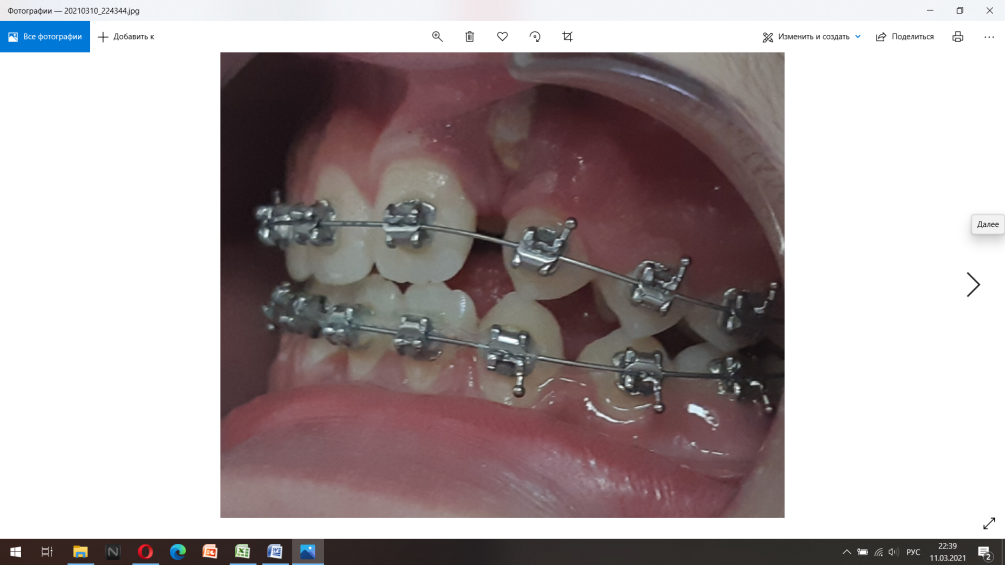 Фотографии — 20210310_224344.jpg
Все фотографии
Добавить к
Изменить и создать
Поделиться
Далее
РУС
22:39
11.03.2021
2